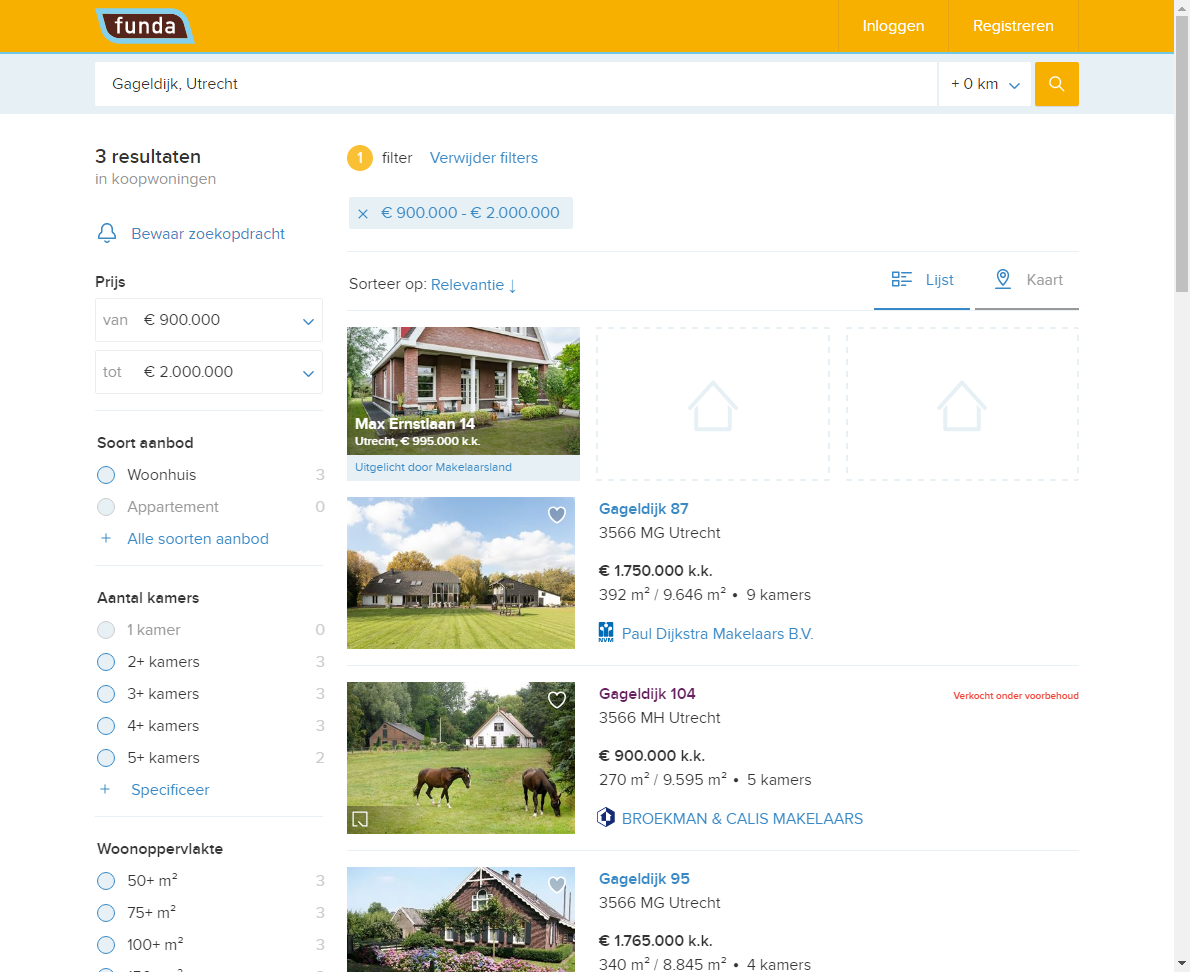 funda
Inloggen
Registreren
Gageldijk, Utrecht
+ 0 km
3 resultaten
in koopwoningen
Bewaar zoekopdracht
Prijs
van € 900.000
tot € 2.000.000
Soort aanbod
Woonhuis 3
Appartement 0
+ Alle soorten aanbod
Aantal kamers
1 kamer 0
2+ kamers 3
3+ kamers 3
4+ kamers 3
5+ kamers 2
+ Specificeer
Woonoppervlakte
50+ m² 3
75+ m² 3
100+ m² 3
1 filter Verwijder filters
× € 900.000 - € 2.000.000
Sorteer op: Relevantie ↓
Lijst
Kaart
Max Ernstlaan 14
Utrecht, € 995.000 k.k.
Uitgelicht door Makelaarsland
Gageldijk 87
3566 MG Utrecht
€ 1.750.000 k.k.
392 m² / 9.646 m² • 9 kamers
NVM Paul Dijkstra Makelaars B.V.
Gageldijk 104
Verkocht onder voorbehoud
3566 MH Utrecht
€ 900.000 k.k.
270 m² / 9.595 m² • 5 kamers
BROEKMAN & CALIS MAKELAARS
Gageldijk 95
3566 MG Utrecht
€ 1.765.000 k.k.
340 m² / 8.845 m² • 4 kamers